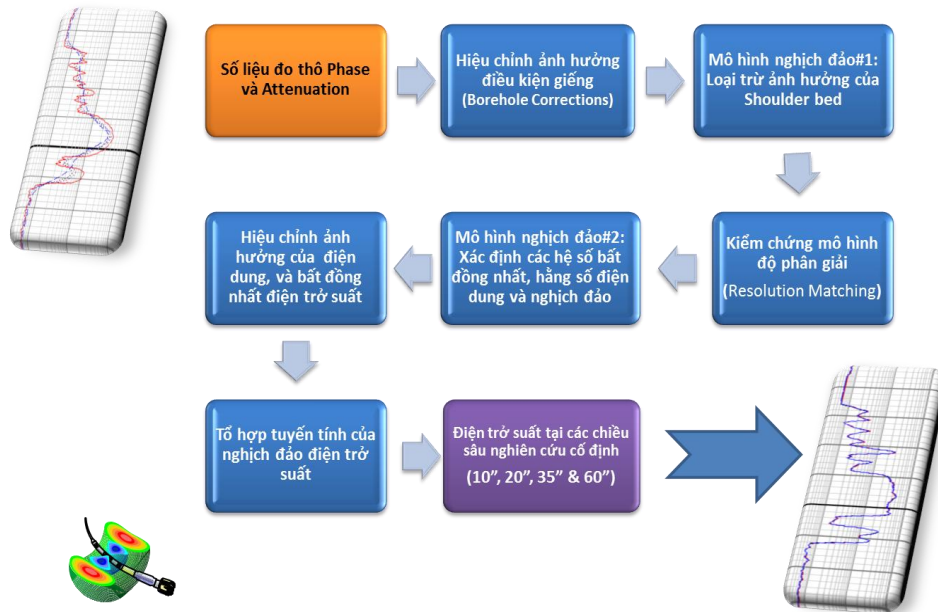 Số liệu đo thô Phase
và Attenuation
Hiệu chỉnh ảnh hưởng
điều kiện giếng
(Borehole Corrections)
Mô hình nghịch đảo#1:
Loại trừ ảnh hưởng của
Shoulder bed
Hiệu chỉnh ảnh
hưởng của điện
dung, và bất đồng
nhất điện trở suất
Mô hình nghịch đảo#2:
Xác định các hệ số bất
đồng nhất, hằng số điện
dung và nghịch đảo
Kiểm chứng mô hình
độ phân giải
(Resolution Matching)
Tổ hợp tuyến tính của
nghịch đảo điện trở
suất
Điện trở suất tại các chiều
sâu nghiên cứu cố định
(10”, 20”, 35” & 60”)